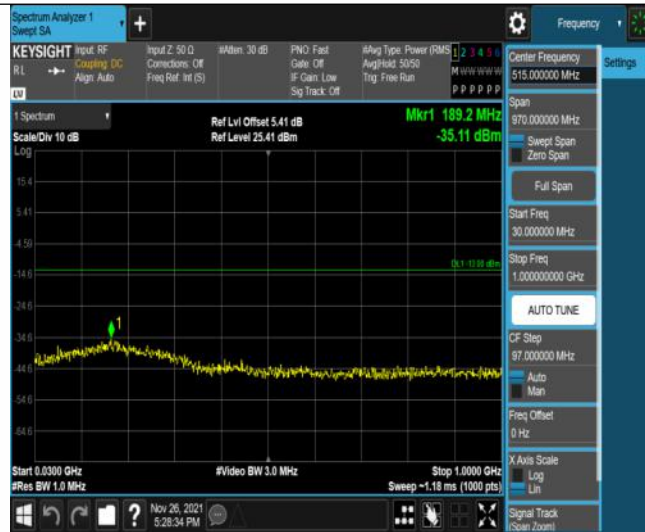 Spectrum Analyzer 1
Swept SA
+
Frequency
KEYSIGHT
RL
LW
Input: RF
Coupling: DC
Align: Auto
Input Z: 50 Ω
Corrections: Off
Freq Ref: Int (S)
#Atten: 30 dB
PNO: Fast
Gate: Off
IF Gain: Low
Sig Track: Off
#Avg Type: Power (RMS
Avg|Hold: 50/50
Trig: Free Run
1 2 3 4 5 6
M W W W W W
P P P P P P
1 Spectrum
Scale/Div 10 dB
Ref Lvl Offset 5.41 dB
Ref Level 25.41 dBm
Mkr1 189.2 MHz
-35.11 dBm
Log
15.4
5.41
-4.59
DL1 -13.00 dBm
-14.6
-24.6
1
-34.6
-44.6
-54.6
-64.6
Start 0.0300 GHz
#Res BW 1.0 MHz
#Video BW 3.0 MHz
Stop 1.0000 GHz
Sweep ~1.18 ms (1000 pts)
Nov 26, 2021
5:28:34 PM
?
Center Frequency
515.000000 MHz
Settings
Span
970.000000 MHz
Swept Span
Zero Span
Full Span
Start Freq
30.000000 MHz
Stop Freq
1.000000000 GHz
AUTO TUNE
CF Step
97.000000 MHz
Auto
Man
Freq Offset
0 Hz
X Axis Scale
Log
Lin
Signal Track
(Span Zoom)